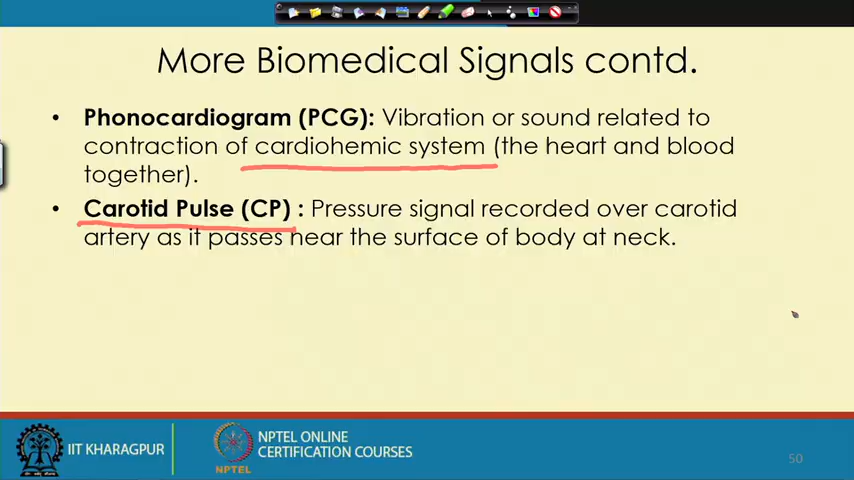 More Biomedical Signals contd.
• Phonocardiogram (PCG): Vibration or sound related to
contraction of cardiohemic system (the heart and blood
together).
• Carotid Pulse (CP) : Pressure signal recorded over carotid
artery as it passes near the surface of body at neck.
IIT KHARAGPUR
NPTEL
NPTEL ONLINE
CERTIFICATION COURSES
50